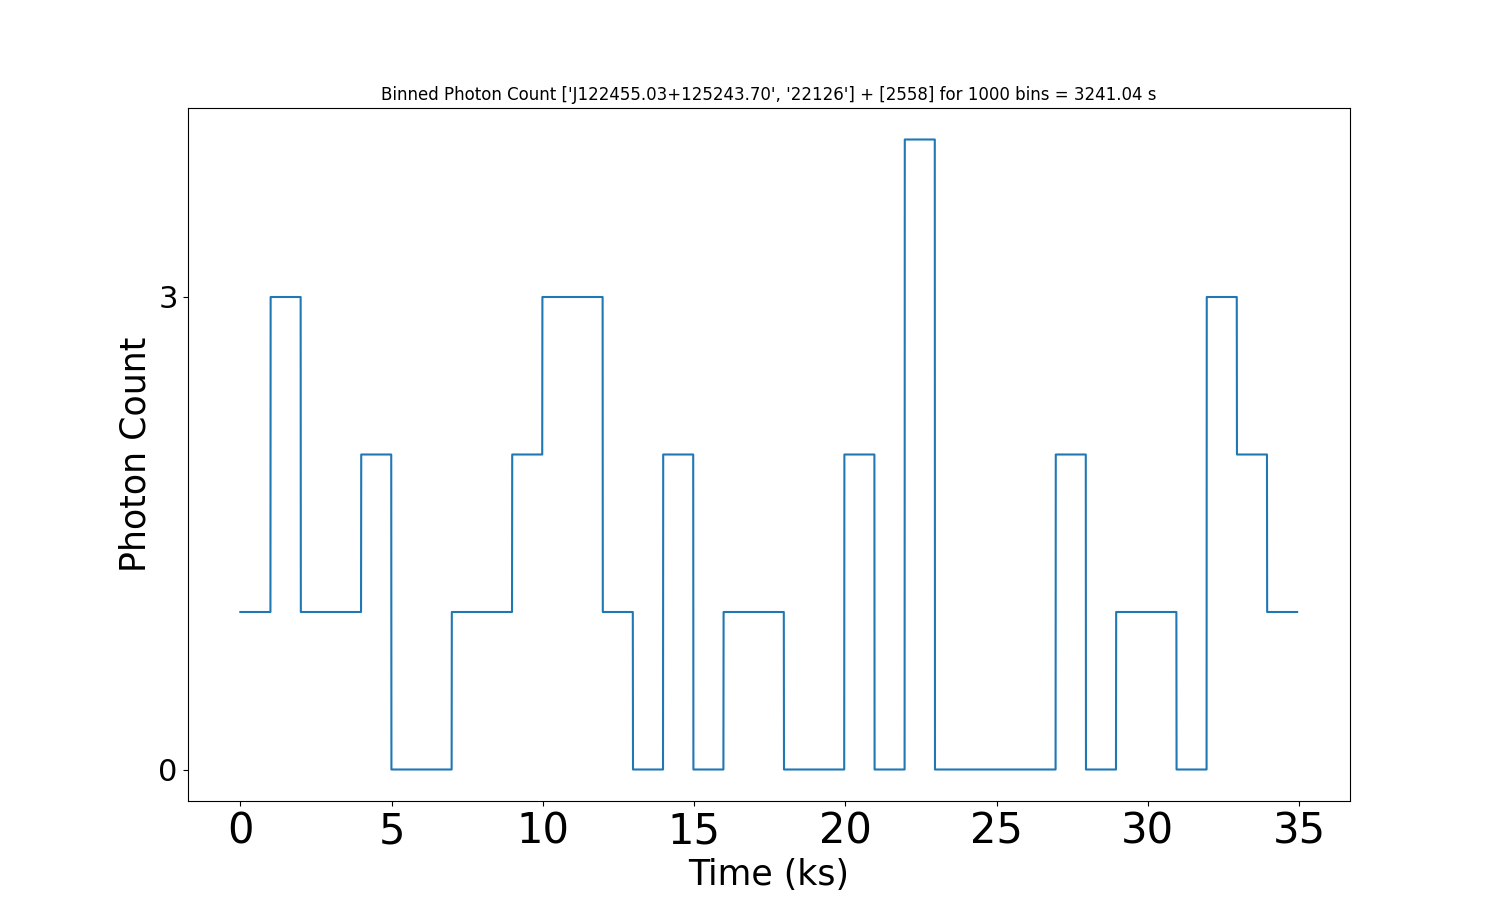 Binned Photon Count ['J122455.03+125243.70', '22126'] + [2558] for 1000 bins = 3241.04 s
Photon Count
3
0
0 5 10 15 20 25 30 35
Time (ks)